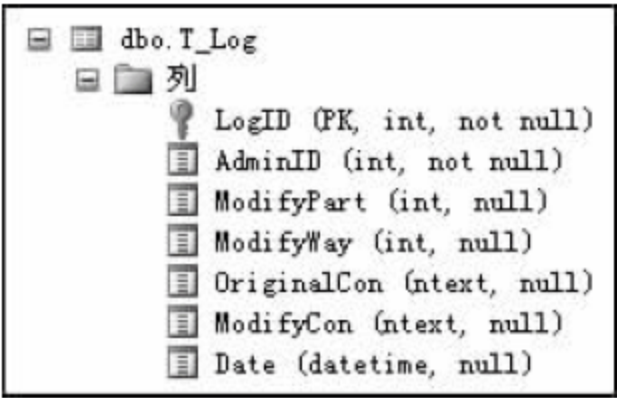 dbo.T_Log
列
LogID (PK, int, not null)
AdminID (int, not null)
ModifyPart (int, null)
ModifyWay (int, null)
OriginalCon (ntext, null)
ModifyCon (ntext, null)
Date (datetime, null)